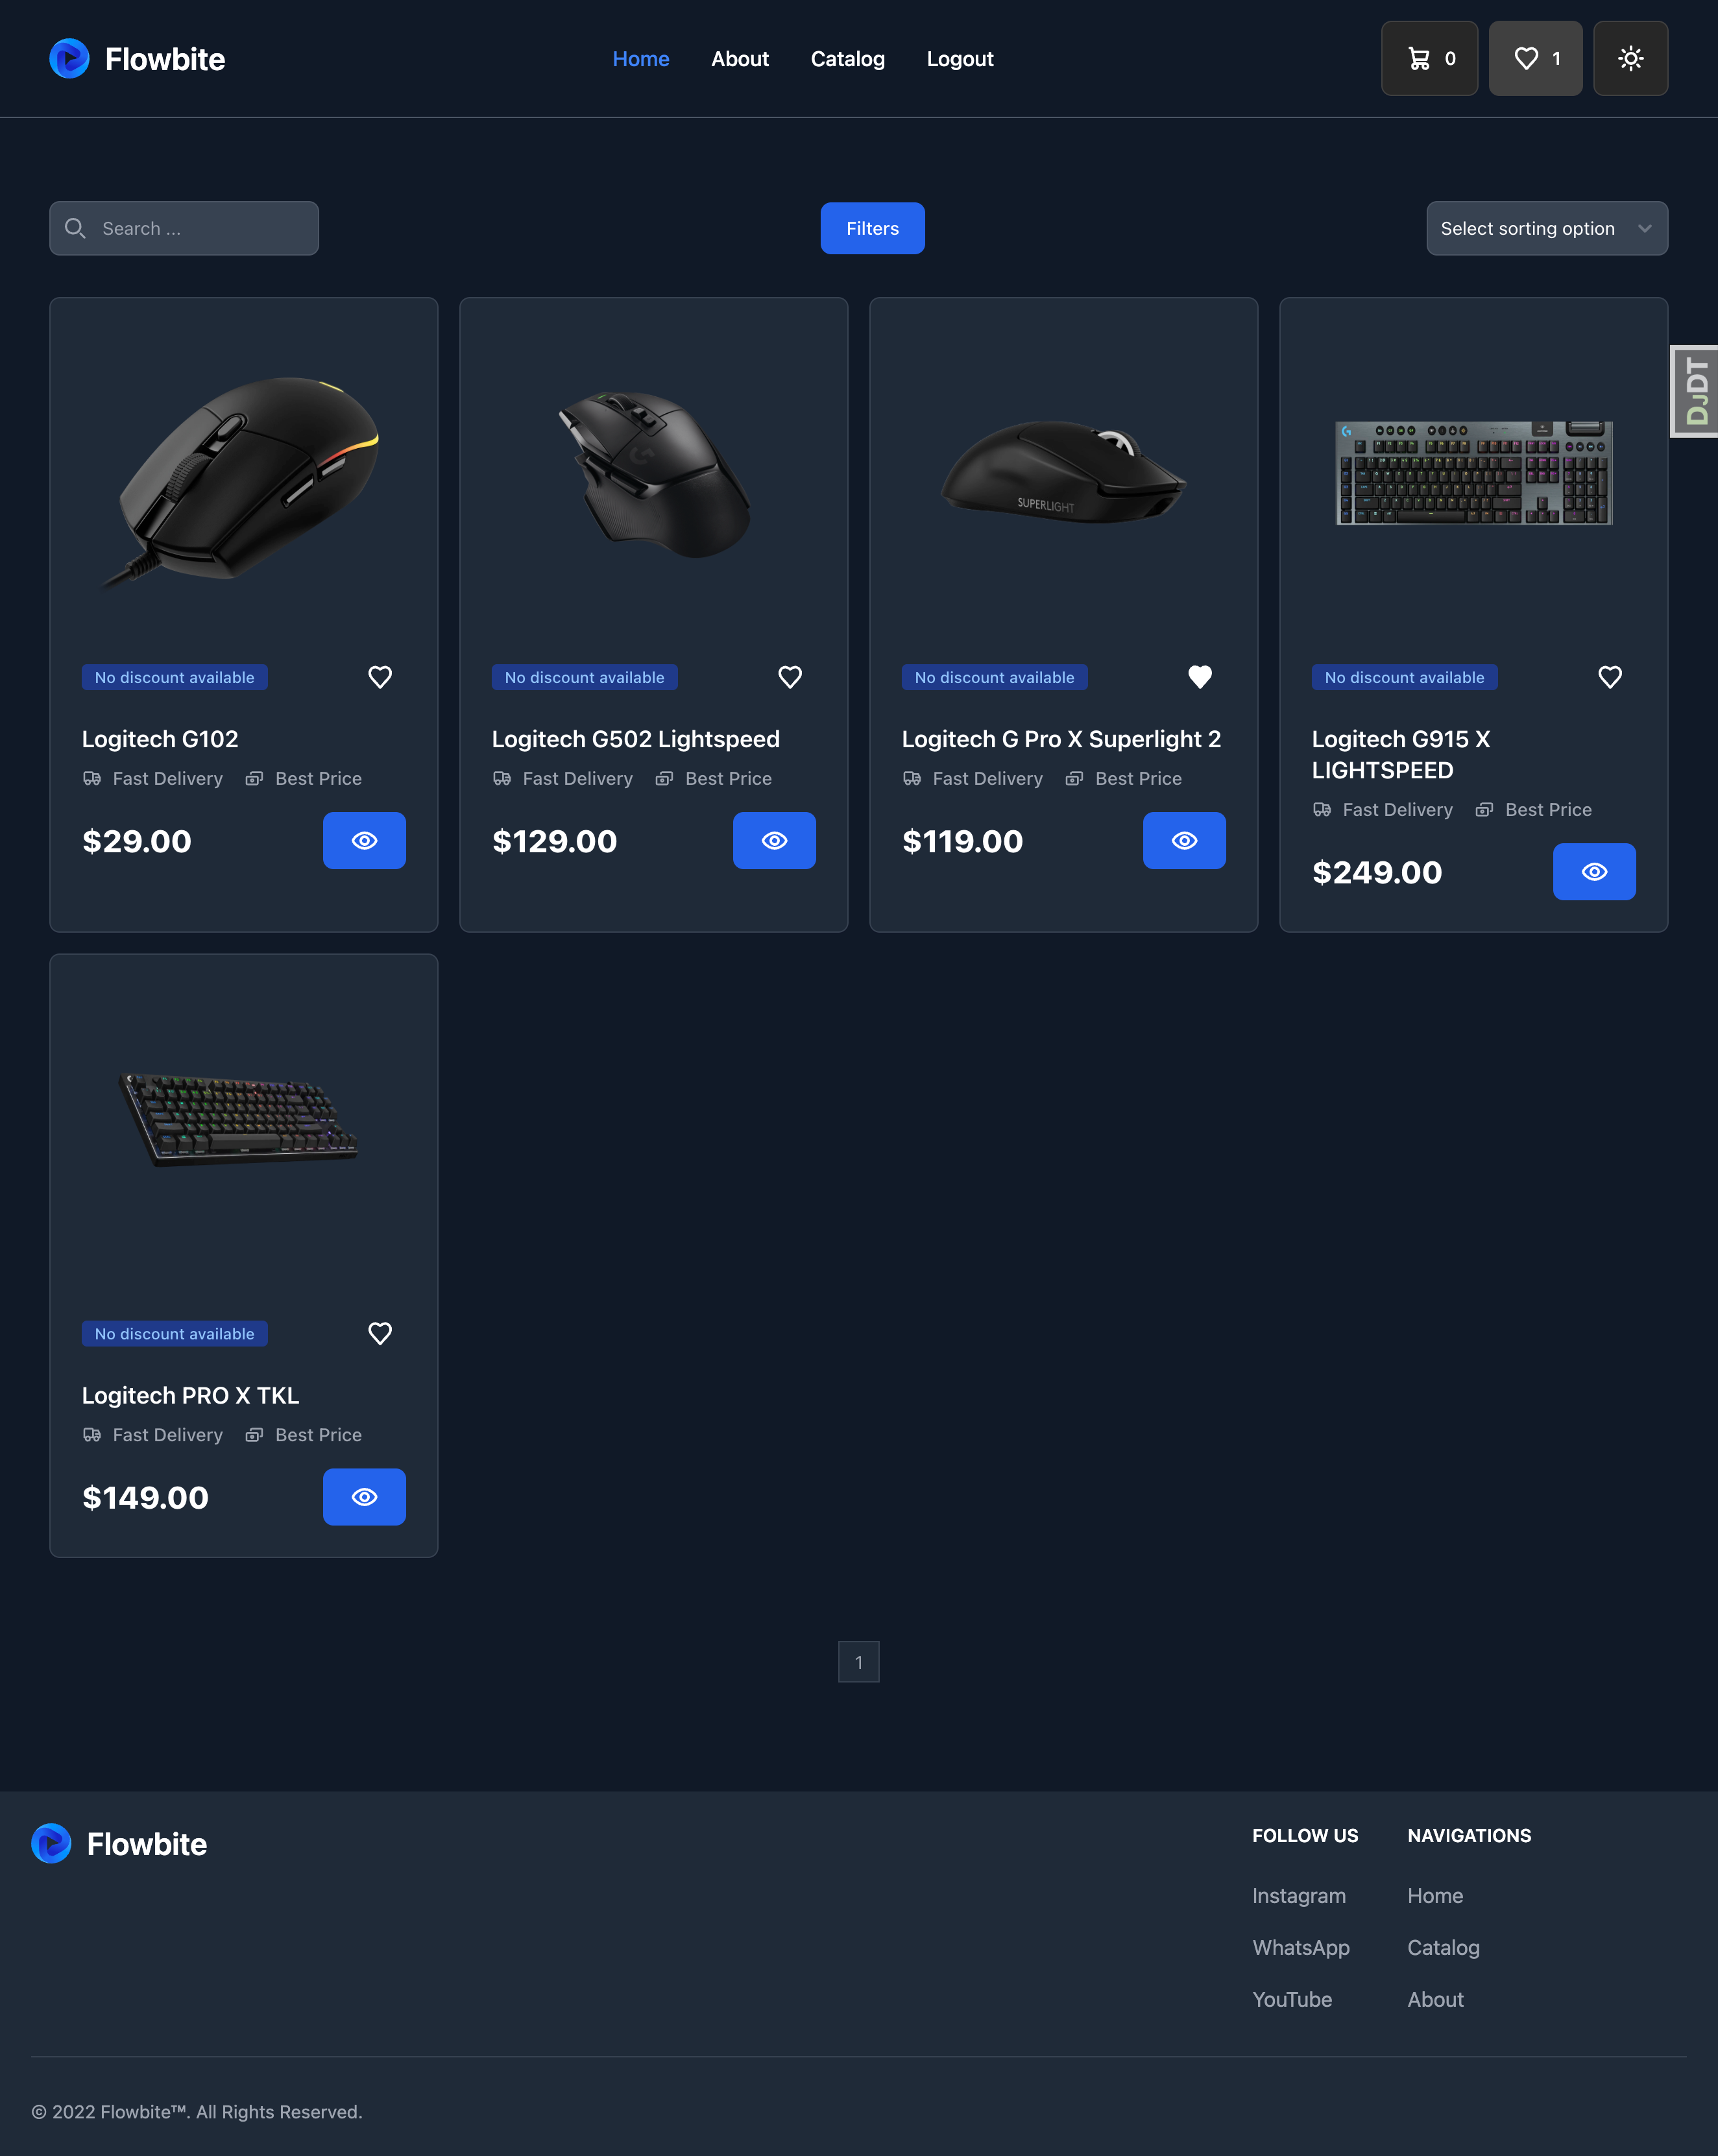 Flowbite
Home About Catalog Logout
0
1
Search ...
Filters
Select sorting option
DJDT
SUPERLIGHT
No discount available
Logitech G102
Fast Delivery Best Price
$29.00
No discount available
Logitech G502 Lightspeed
Fast Delivery Best Price
$129.00
No discount available
Logitech G Pro X Superlight 2
Fast Delivery Best Price
$119.00
No discount available
Logitech G915 X
LIGHTSPEED
Fast Delivery Best Price
$249.00
No discount available
Logitech PRO X TKL
Fast Delivery Best Price
$149.00
1
Flowbite
FOLLOW US
Instagram
WhatsApp
YouTube
NAVIGATIONS
Home
Catalog
About
© 2022 Flowbite™. All Rights Reserved.